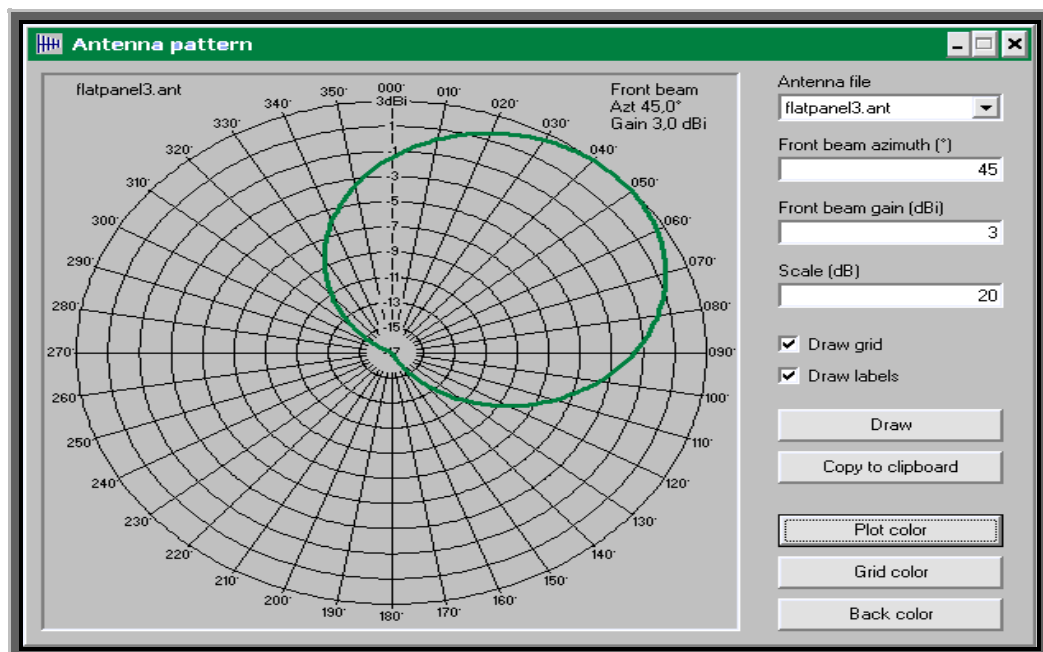 Antenna pattern
flatpanel3.ant
Front beam
Azt 45,0°
Gain 3,0 dBi
000·
010·
020·
030·
040·
050·
060·
070·
080·
090·
100·
110·
120·
130·
140·
150·
160·
170·
180·
190·
200·
210·
220·
230·
240·
250·
260·
270·
280·
290·
300·
310·
320·
330·
340·
350·
3dBi
1
-1
-3
-5
-7
-9
-11
-13
-15
Antenna file
flatpanel3.ant
Front beam azimuth (°)
45
Front beam gain (dBi)
3
Scale (dB)
20
Draw grid
Draw labels
Draw
Copy to clipboard
Plot color
Grid color
Back color